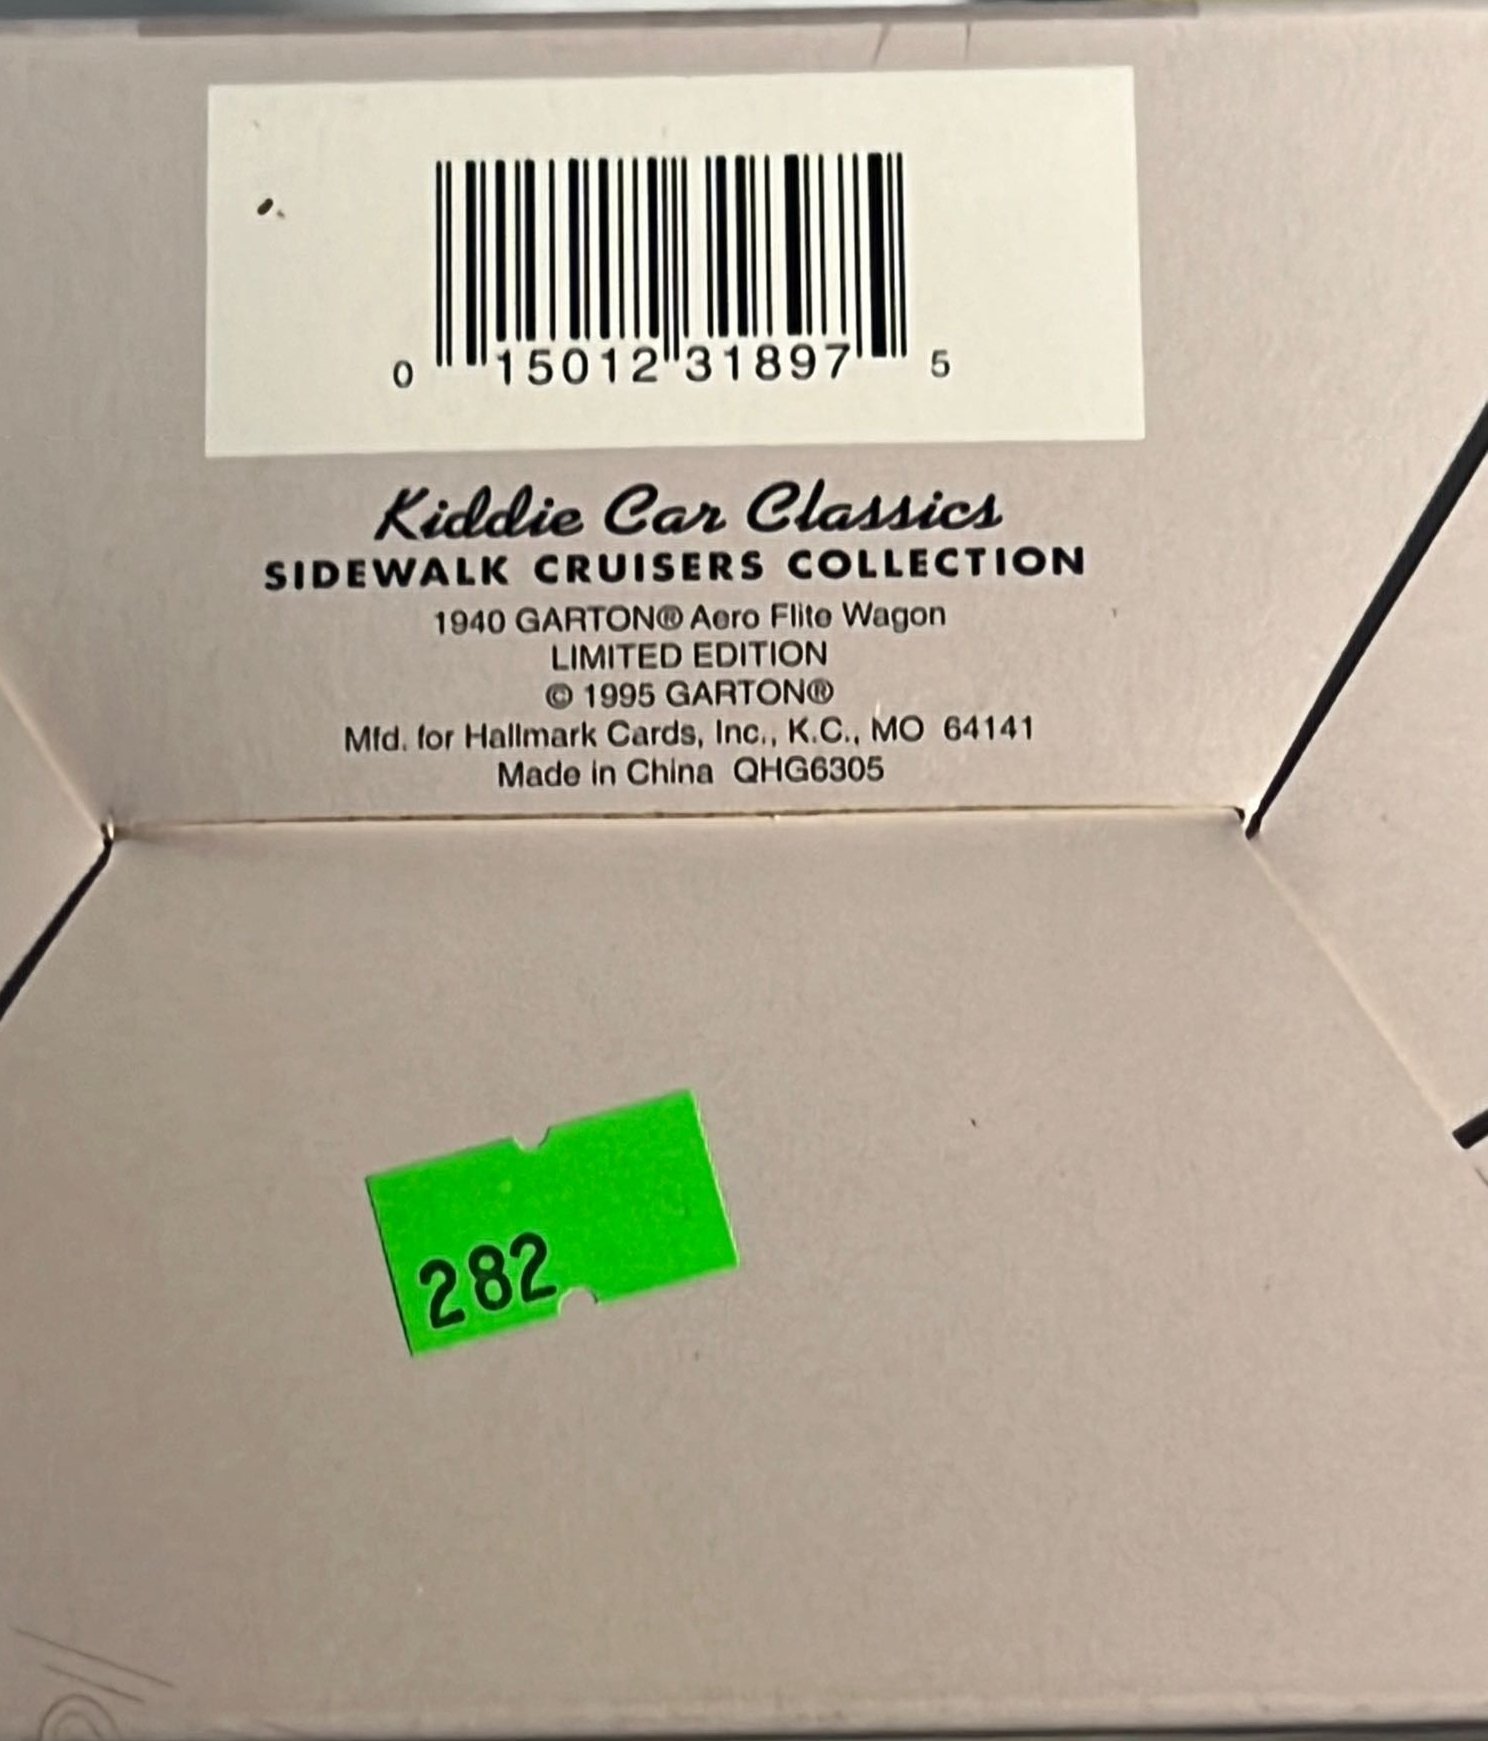 0 15012 31897 5
Kiddie Car Classics
SIDEWALK CRUISERS COLLECTION
1940 GARTON® Aero Flite Wagon
LIMITED EDITION
© 1995 GARTON®
Mfd. for Hallmark Cards, Inc., K.C., MO 64141
Made in China QHG6305
282